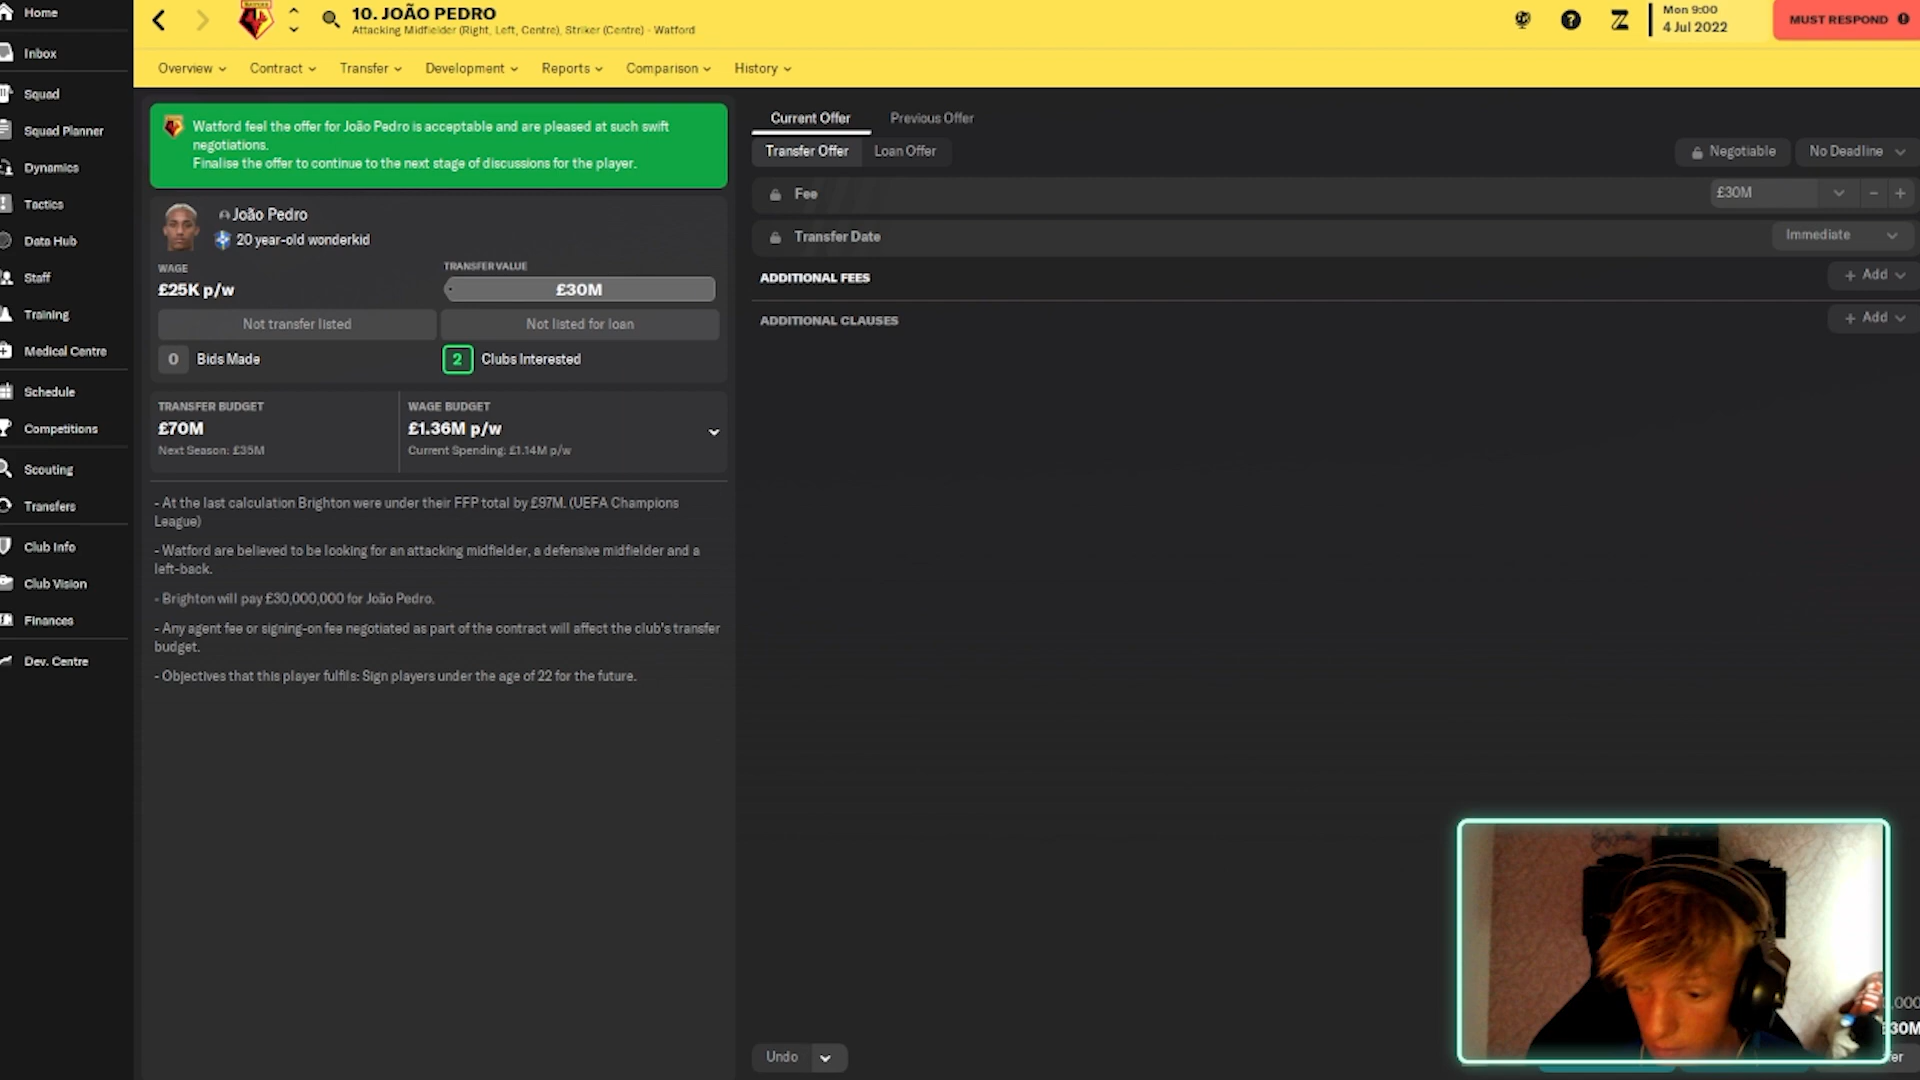 Home
Inbox
Squad
Squad Planner
Dynamics
Tactics
Data Hub
Staff
Training
Medical Centre
Schedule
Competitions
Scouting
Transfers
Club Info
Club Vision
Finances
Dev. Centre
10. JOÃO PEDRO
Attacking Midfielder (Right, Left, Centre), Striker (Centre) - Watford
Mon 9:00
4 Jul 2022
MUST RESPOND
Overview
Contract
Transfer
Development
Reports
Comparison
History
Watford feel the offer for João Pedro is acceptable and are pleased at such swift
negotiations.
Finalise the offer to continue to the next stage of discussions for the player.
João Pedro
20 year-old wonderkid
WAGE
£25K p/w
TRANSFER VALUE
£30M
Not transfer listed
Not listed for loan
0 Bids Made
2 Clubs Interested
TRANSFER BUDGET
£70M
Next Season: £35M
WAGE BUDGET
£1.36M p/w
Current Spending: £1.14M p/w
- At the last calculation Brighton were under their FFP total by £97M. (UEFA Champions
League)
- Watford are believed to be looking for an attacking midfielder, a defensive midfielder and a
left-back.
- Brighton will pay £30,000,000 for João Pedro.
- Any agent fee or signing-on fee negotiated as part of the contract will affect the club's transfer
budget.
- Objectives that this player fulfils: Sign players under the age of 22 for the future.
Current Offer
Previous Offer
Transfer Offer
Loan Offer
Negotiable
No Deadline
Fee
£30M
Transfer Date
Immediate
ADDITIONAL FEES
+ Add
ADDITIONAL CLAUSES
+ Add
Undo